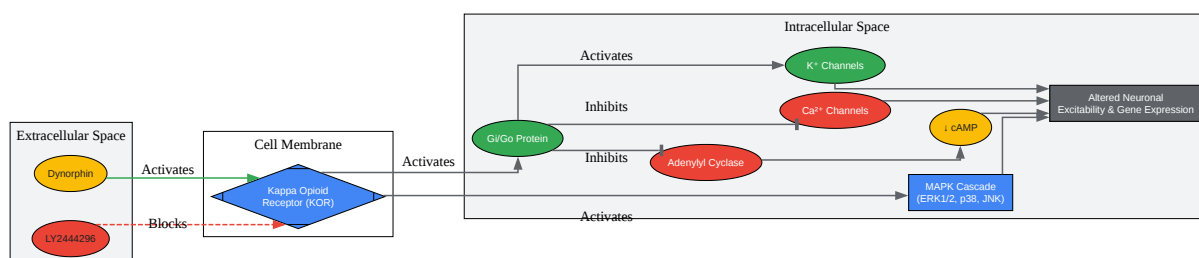 Extracellular Space
Dynorphin
LY2444296
Activates
Blocks
Cell Membrane
Kappa Opioid
Receptor (KOR)
Activates
Activates
Intracellular Space
Gi/Go Protein
Activates
Inhibits
Inhibits
K⁺ Channels
Ca²⁺ Channels
Adenylyl Cyclase
↓ cAMP
MAPK Cascade
(ERK1/2, p38, JNK)
Altered Neuronal
Excitability & Gene Expression